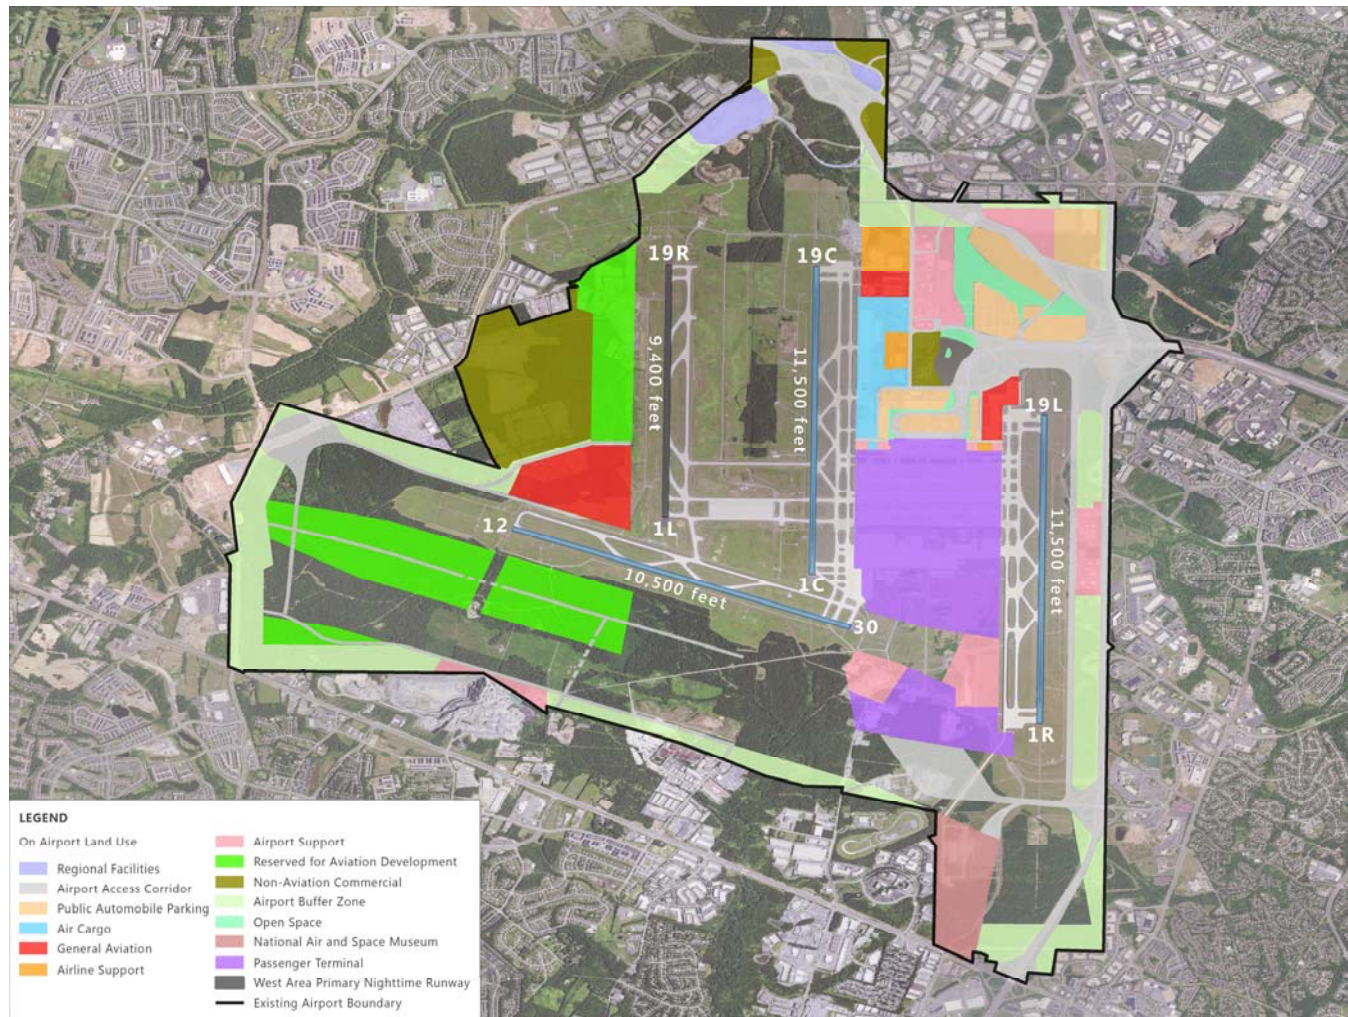 19R
19C
9,400 feet
11,500 feet
19L
12
1L
11,500 feet
10,500 feet
1C
30
1R
LEGEND
On Airport Land Use
Regional Facilities
Airport Access Corridor
Public Automobile Parking
Air Cargo
General Aviation
Airline Support
Airport Support
Reserved for Aviation Development
Non-Aviation Commercial
Airport Buffer Zone
Open Space
National Air and Space Museum
Passenger Terminal
West Area Primary Nighttime Runway
Existing Airport Boundary